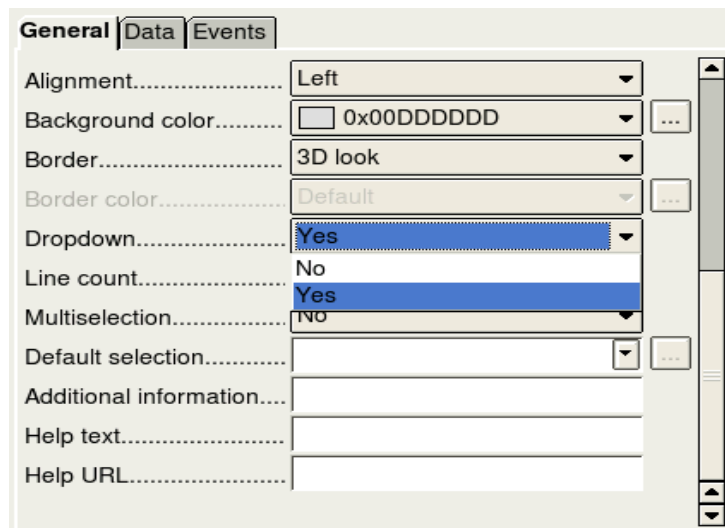 General Data Events
Alignment...................... Left
Background color.......... 0x00DDDDDD ...
Border........................... 3D look
Border color................... Default ...
Dropdown...................... Yes
No
Line count
Yes
Multiselection................. No
Default selection............ ...
Additional information....
Help text........................
Help URL.......................